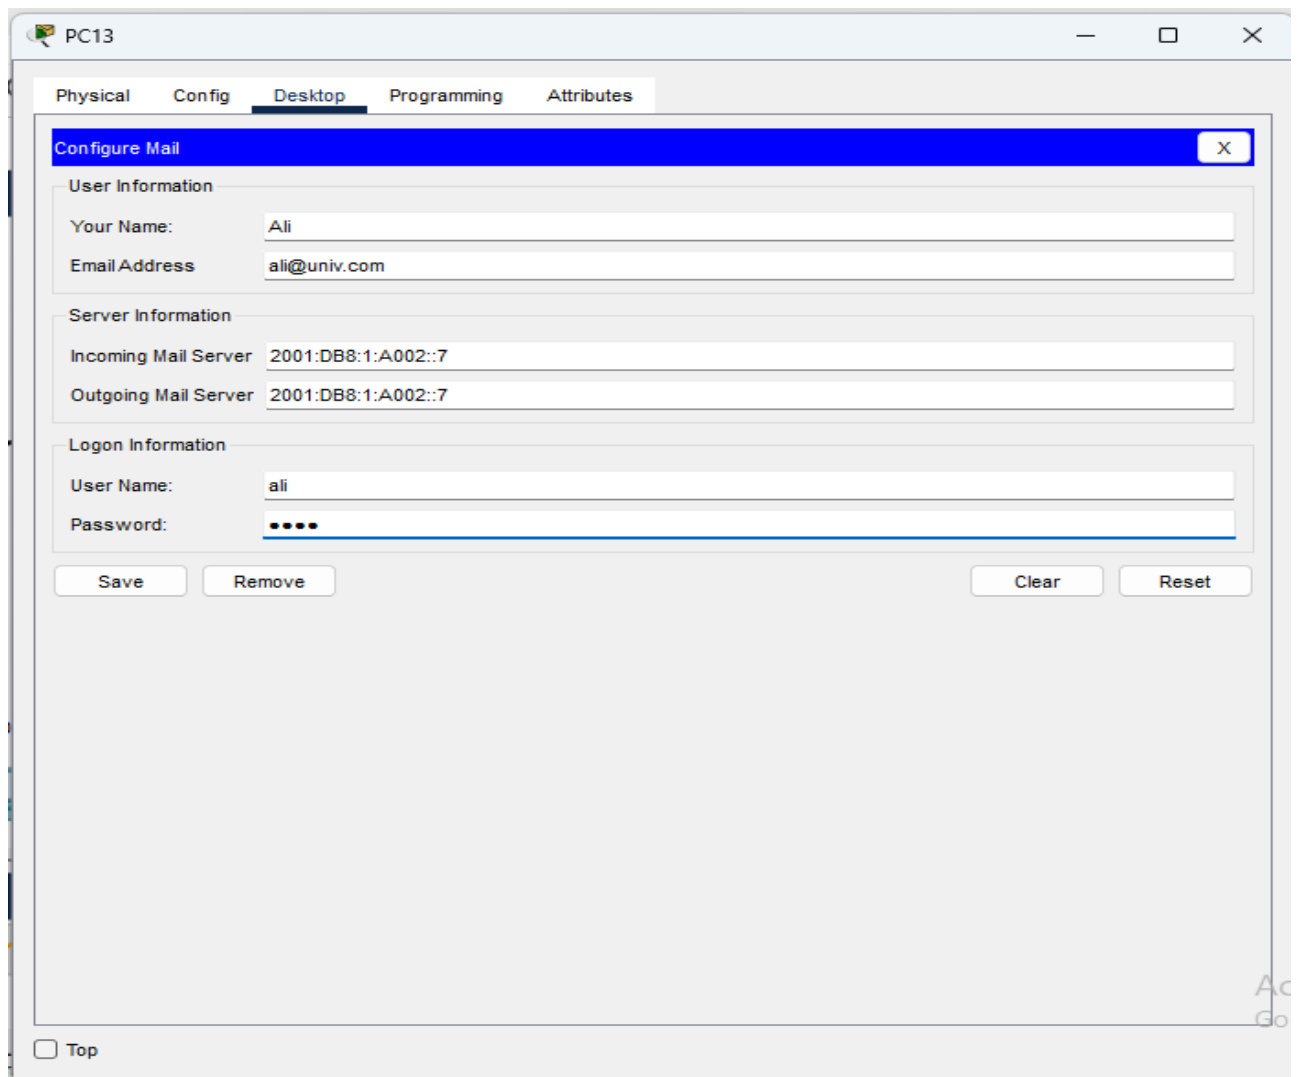 PC13
Physical Config Desktop Programming Attributes
Configure Mail X
User Information
Your Name: Ali
Email Address ali@univ.com
Server Information
Incoming Mail Server 2001:DB8:1:A002::7
Outgoing Mail Server 2001:DB8:1:A002::7
Logon Information
User Name: ali
Password: ••••
Save Remove Clear Reset
Top